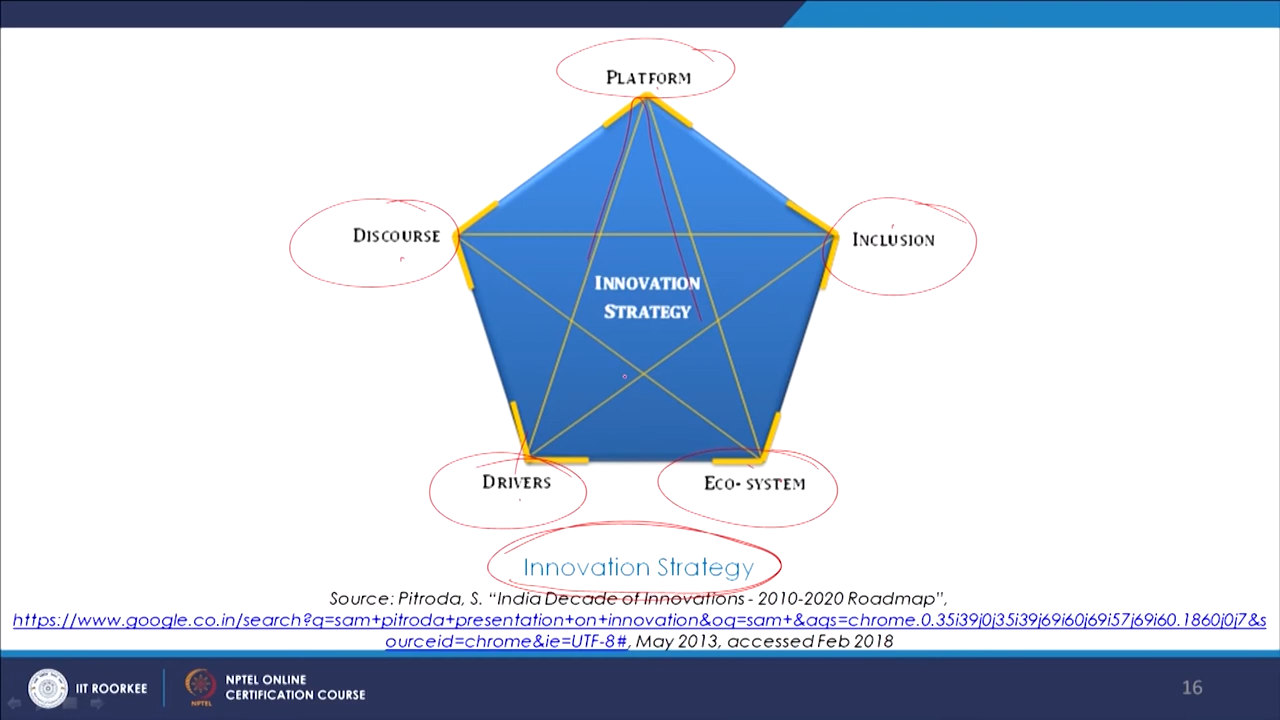 PLATFORM
DISCOURSE
INCLUSION
INNOVATION
STRATEGY
DRIVERS
ECO- SYSTEM
Innovation Strategy
Source: Pitroda, S. “India Decade of Innovations - 2010-2020 Roadmap”,
https://www.google.co.in/search?q=sam+pitroda+presentation+on+innovation&oq=sam+&aqs=chrome.0.35i39j0j35i39j69i60j69i57j69i60.1860j0j7&s
ourceid=chrome&ie=UTF-8#, May 2013, accessed Feb 2018
IIT ROORKEE
NPTEL ONLINE
CERTIFICATION COURSE
NPTEL
16